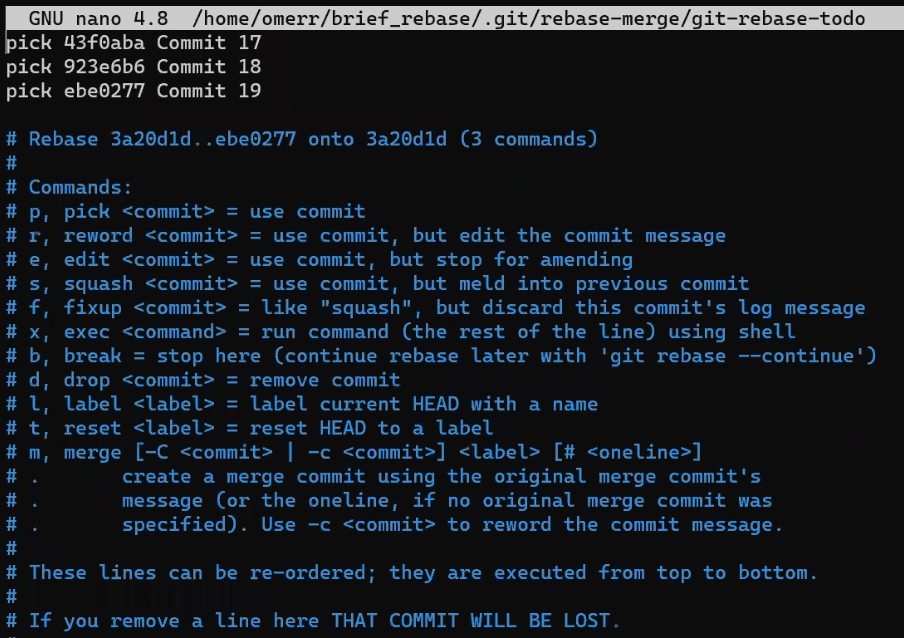 GNU nano 4.8 /home/omerr/brief_rebase/.git/rebase-merge/git-rebase-todo
pick 43f0aba Commit 17
pick 923e6b6 Commit 18
pick ebe0277 Commit 19
# Rebase 3a20d1d..ebe0277 onto 3a20d1d (3 commands)
#
# Commands:
# p, pick <commit> = use commit
# r, reword <commit> = use commit, but edit the commit message
# e, edit <commit> = use commit, but stop for amending
# s, squash <commit> = use commit, but meld into previous commit
# f, fixup <commit> = like "squash", but discard this commit's log message
# x, exec <command> = run command (the rest of the line) using shell
# b, break = stop here (continue rebase later with 'git rebase --continue')
# d, drop <commit> = remove commit
# l, label <label> = label current HEAD with a name
# t, reset <label> = reset HEAD to a label
# m, merge [-C <commit> | -c <commit>] <label> [# <oneline>]
# .       create a merge commit using the original merge commit's
# .       message (or the oneline, if no original merge commit was
# .       specified). Use -c <commit> to reword the commit message.
#
# These lines can be re-ordered; they are executed from top to bottom.
#
# If you remove a line here THAT COMMIT WILL BE LOST.